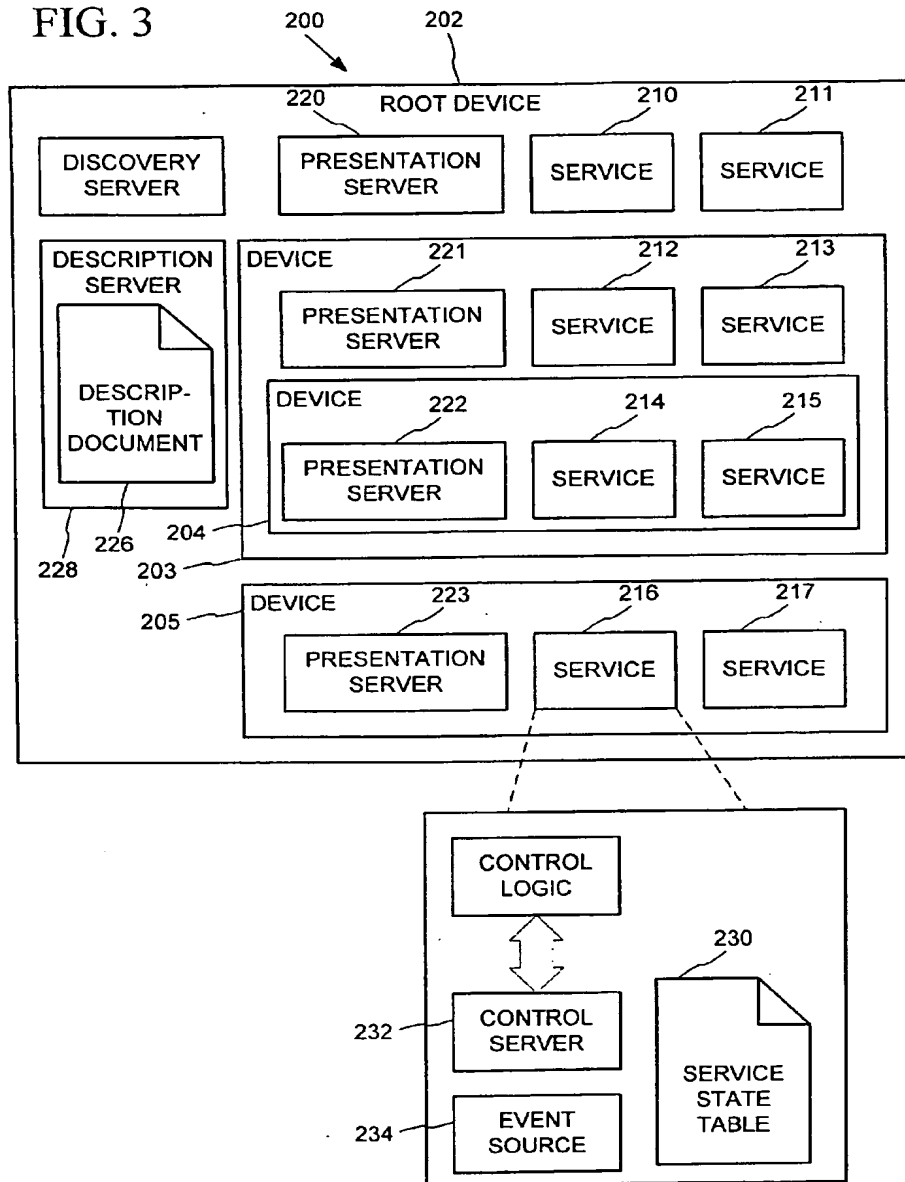 FIG. 3
200
202
ROOT DEVICE
220
210
211
DISCOVERY
SERVER
PRESENTATION
SERVER
SERVICE
SERVICE
DESCRIPTION
SERVER
DESCRIP-
TION
DOCUMENT
226
228
DEVICE
221
212
213
PRESENTATION
SERVER
SERVICE
SERVICE
DEVICE
222
214
215
PRESENTATION
SERVER
SERVICE
SERVICE
204
203
205
DEVICE
223
216
217
PRESENTATION
SERVER
SERVICE
SERVICE
CONTROL
LOGIC
230
232
CONTROL
SERVER
234
EVENT
SOURCE
SERVICE
STATE
TABLE